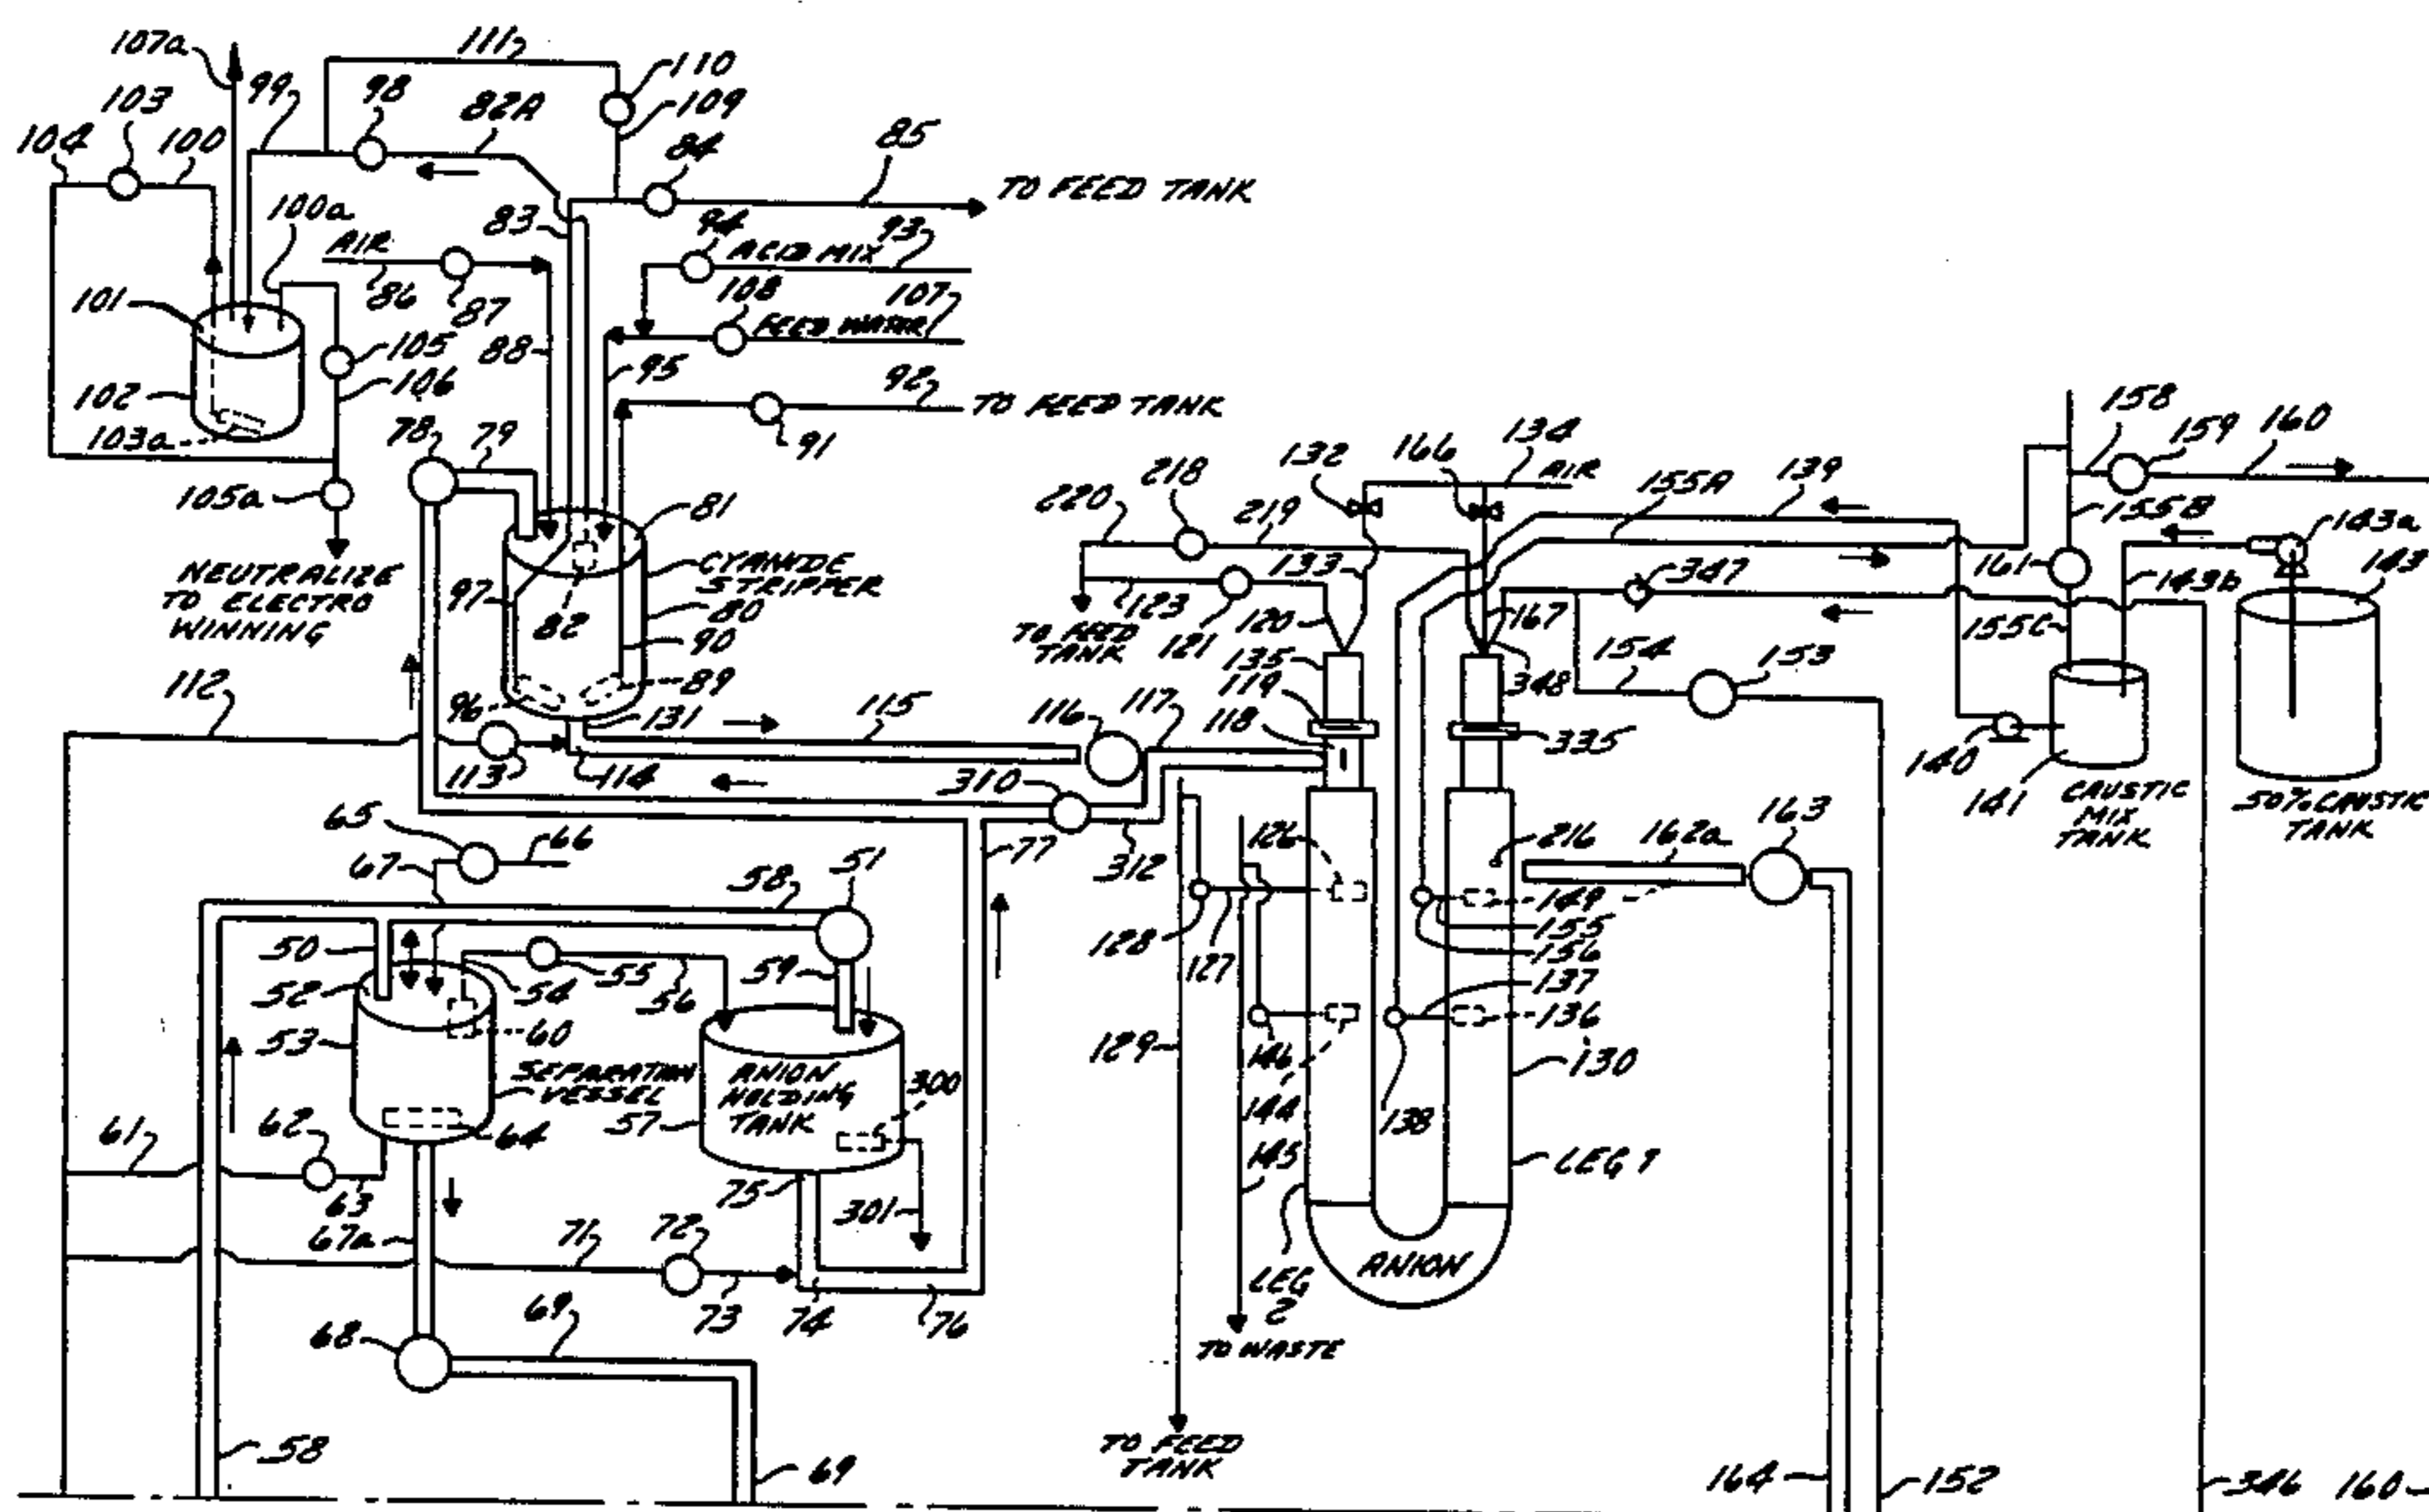 107a
111
110
103
99
98
82A
109
104
100
84
85
TO FEED TANK
100a
83
94
93
AIR
ACID MIX
101
86
87
108
107
FEED WATER
88
105
95
92
106
TO FEED TANK
102
103a
78
79
91
158
159
160
132
166
134
AIR
218
155A
139
105a
81
220
219
155B
143a
CYANIDE
STRIPPER
NEUTRALIZE
TO ELECTRO
WINNING
133
347
161
143b
143
97
82
80
123
TO FEED
TANK
121
120
167
155C
90
135
154
153
112
89
119
348
96
131
115
116
117
118
335
113
114
140
141
CAUSTIC
MIX
TANK
50% CAUSTIC
TANK
310
65
66
126
216
162a
163
67
58
51
77
312
149
155
50
128
127
156
59
137
52
54
55
56
136
53
60
129
146
130
SEPARATION
VESSEL
ANION
HOLDING
TANK
300
61
62
64
57
144
138
145
LEG 1
63
75
301
67a
71
72
ANION
LEG
2
73
74
76
68
69
TO WASTE
58
69
TO FEED
TANK
164
152
346
160